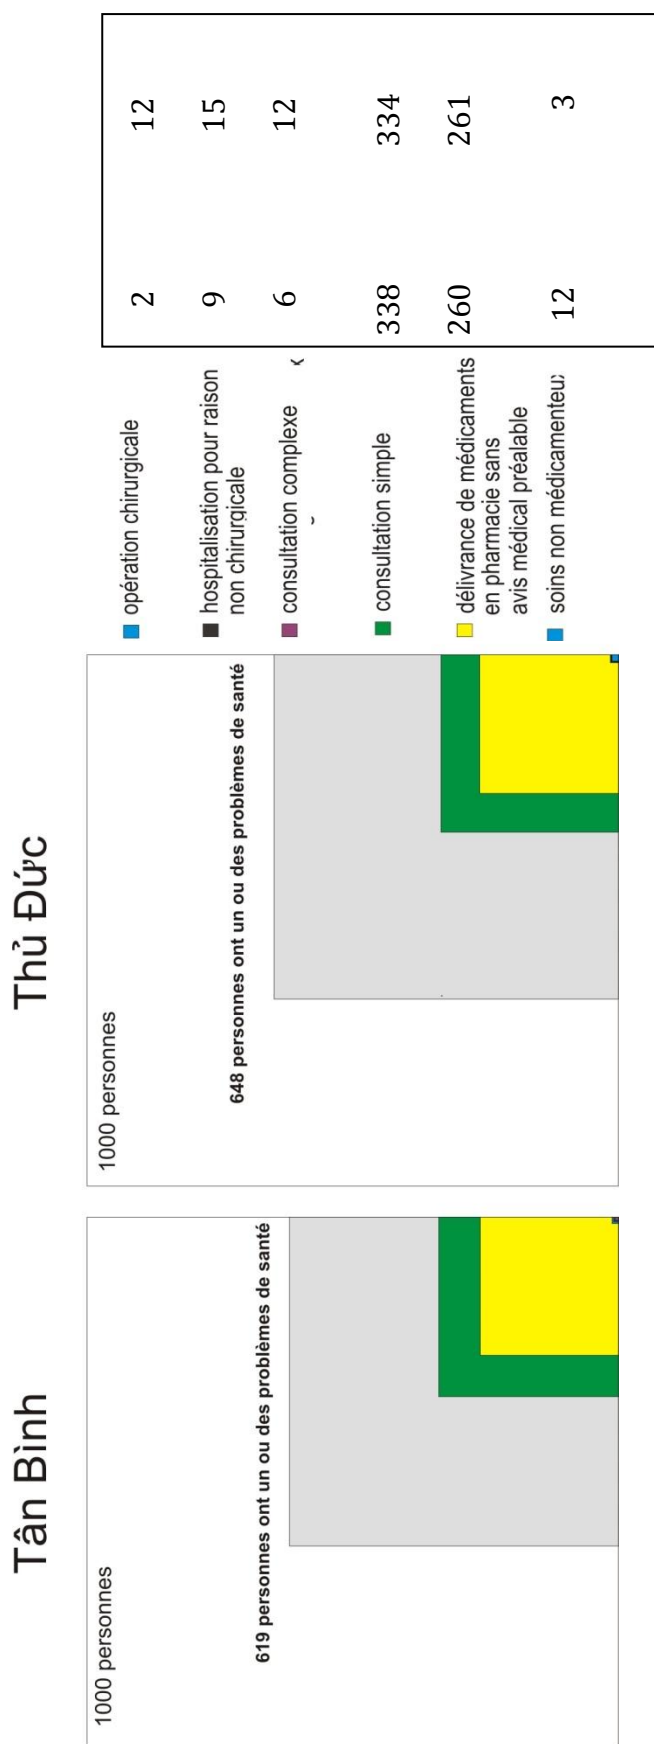 Tân Bình
Thủ Đức
1000 personnes
619 personnes ont un ou des problèmes de santé
1000 personnes
648 personnes ont un ou des problèmes de santé
opération chirurgicale 2 12
hospitalisation pour raison 9 15
non chirurgicale
consultation complexe 6 12
consultation simple 338 334
délivrance de médicaments 260 261
en pharmacie sans
avis médical préalable
soins non médicamenteux 12 3